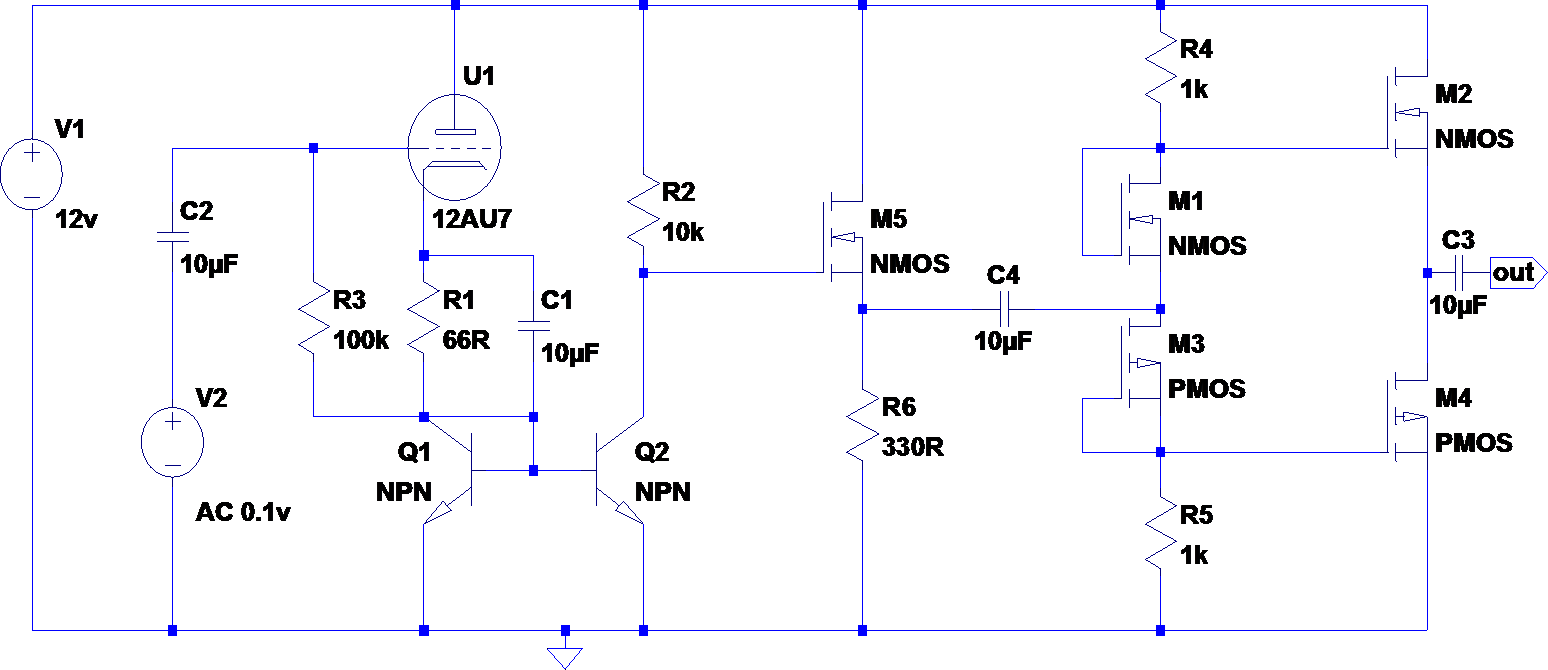 V1
12v
C2
10µF
V2
AC 0.1v
U1
12AU7
R3
100k
R1
66R
C1
10µF
Q1
NPN
Q2
NPN
R2
10k
M5
NMOS
R6
330R
C4
10µF
R4
1k
M1
NMOS
M3
PMOS
R5
1k
M2
NMOS
C3
10µF
out
M4
PMOS